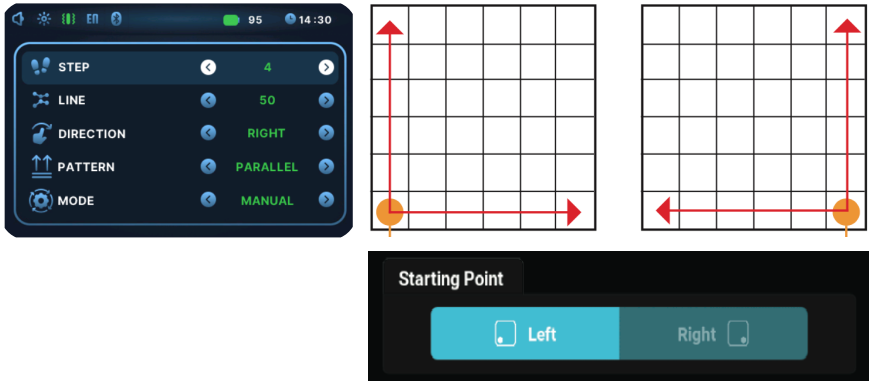 EN 95 14:30
STEP 4
LINE 50
DIRECTION RIGHT
PATTERN PARALLEL
MODE MANUAL
Starting Point
Left Right